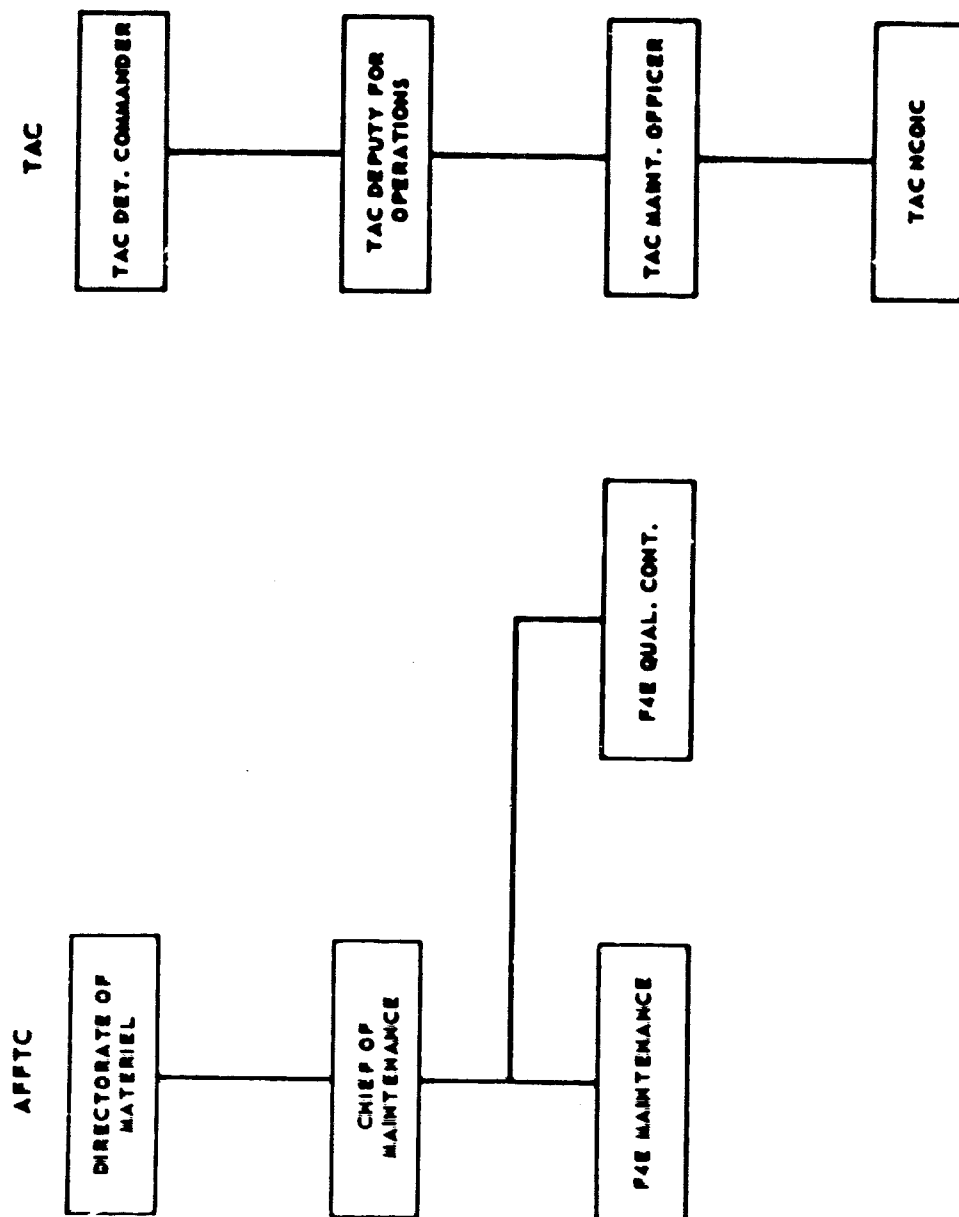 AFFTC
DIRECTORATE OF
MATERIEL
CHIEF OF
MAINTENANCE
F4E MAINTENANCE
F4E QUAL. CONT.
TAC
TAC DET. COMMANDER
TAC DEPUTY FOR
OPERATIONS
TAC MAINT. OFFICER
TAC NCOIC